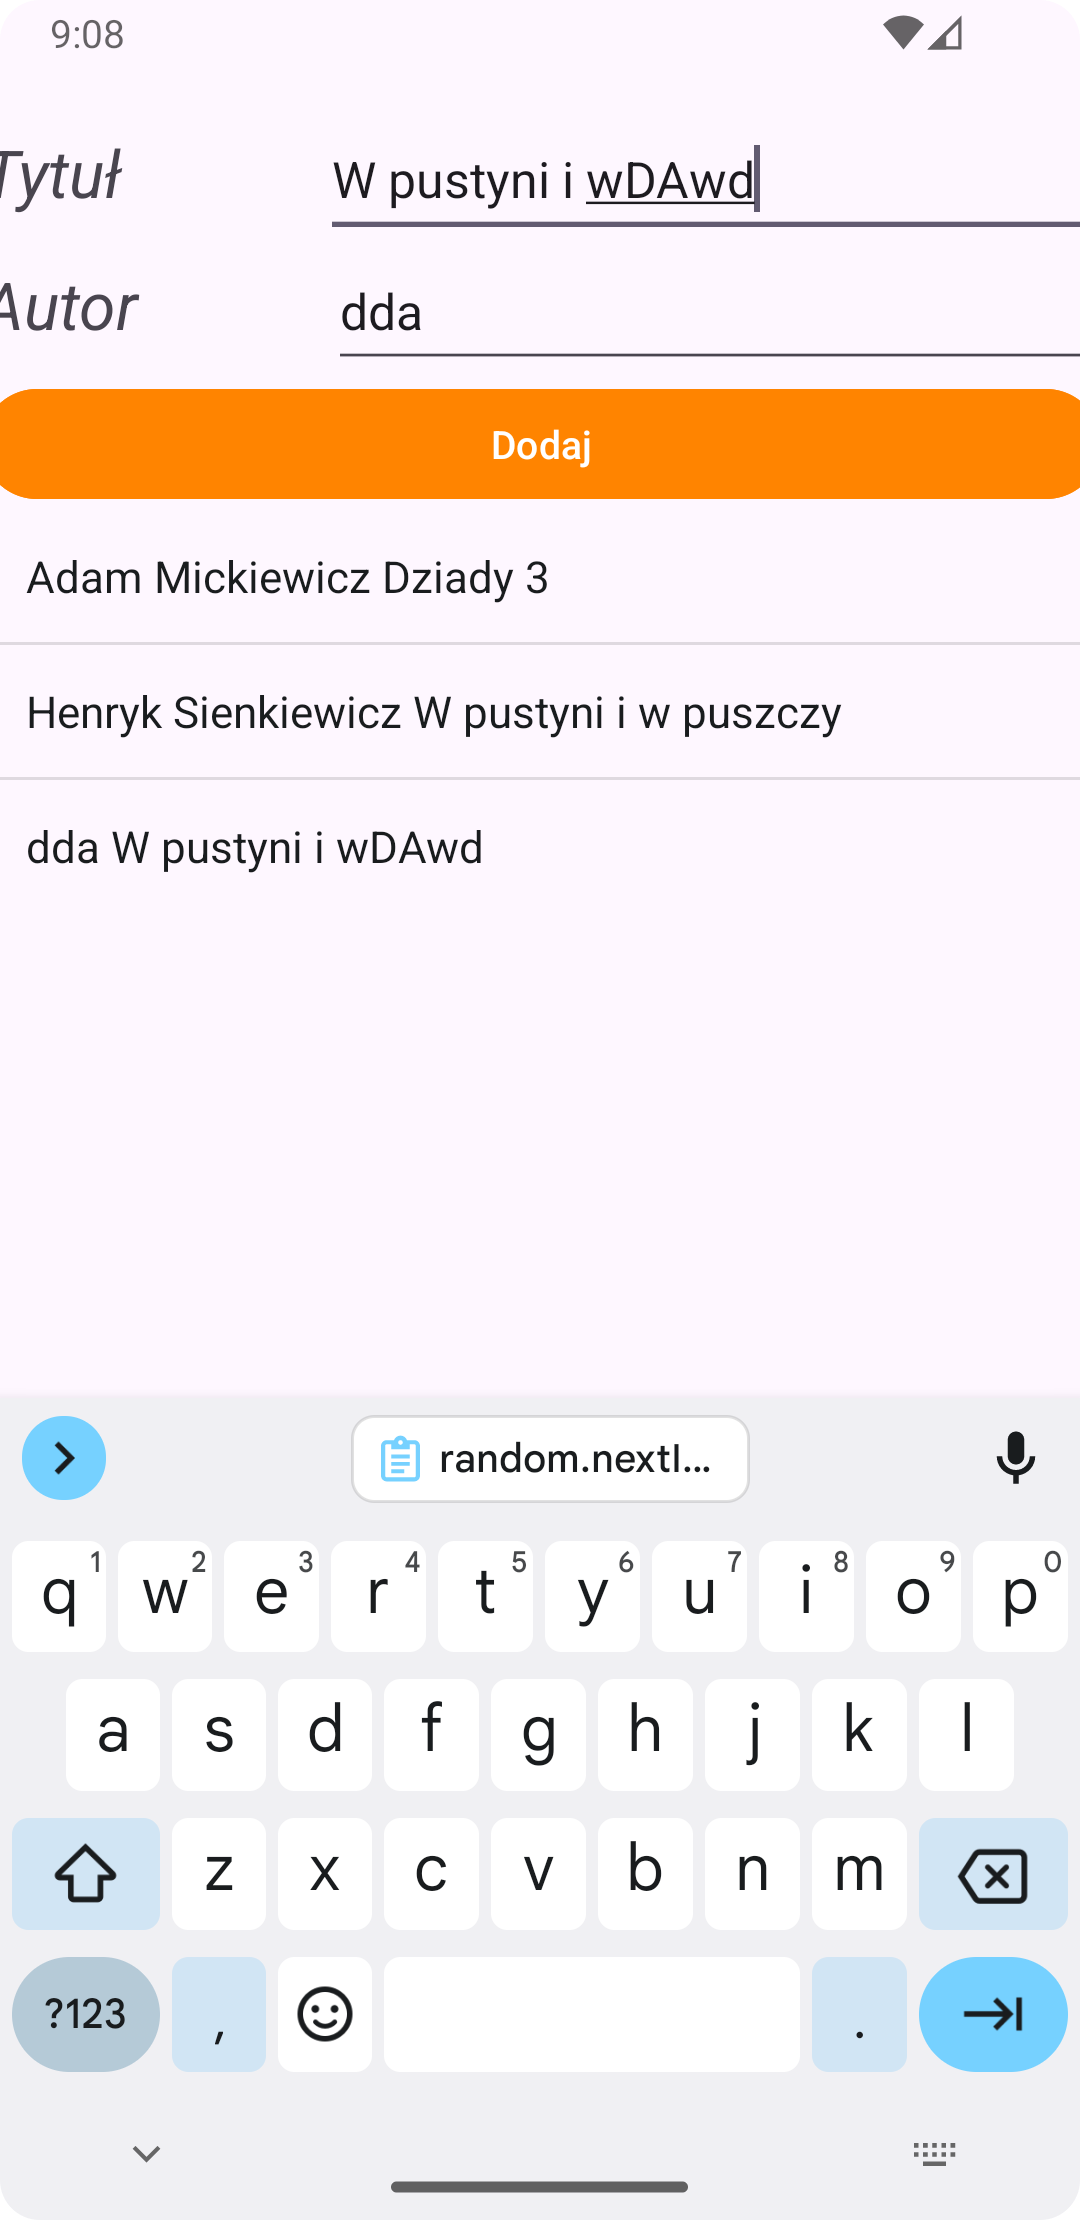 9:08
Tytuł W pustyni i wDAwd
Autor dda
Dodaj
Adam Mickiewicz Dziady 3
Henryk Sienkiewicz W pustyni i w puszczy
dda W pustyni i wDAwd
random.nextI...
q 1 w 2 e 3 r 4 t 5 y 6 u 7 i 8 o 9 p 0
a s d f g h j k l
z x c v b n m
?123 , .